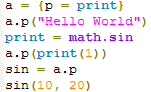 a = {p = print}
a.p("Hello World")
print = math.sin
a.p(print(1))
sin = a.p
sin(10, 20)